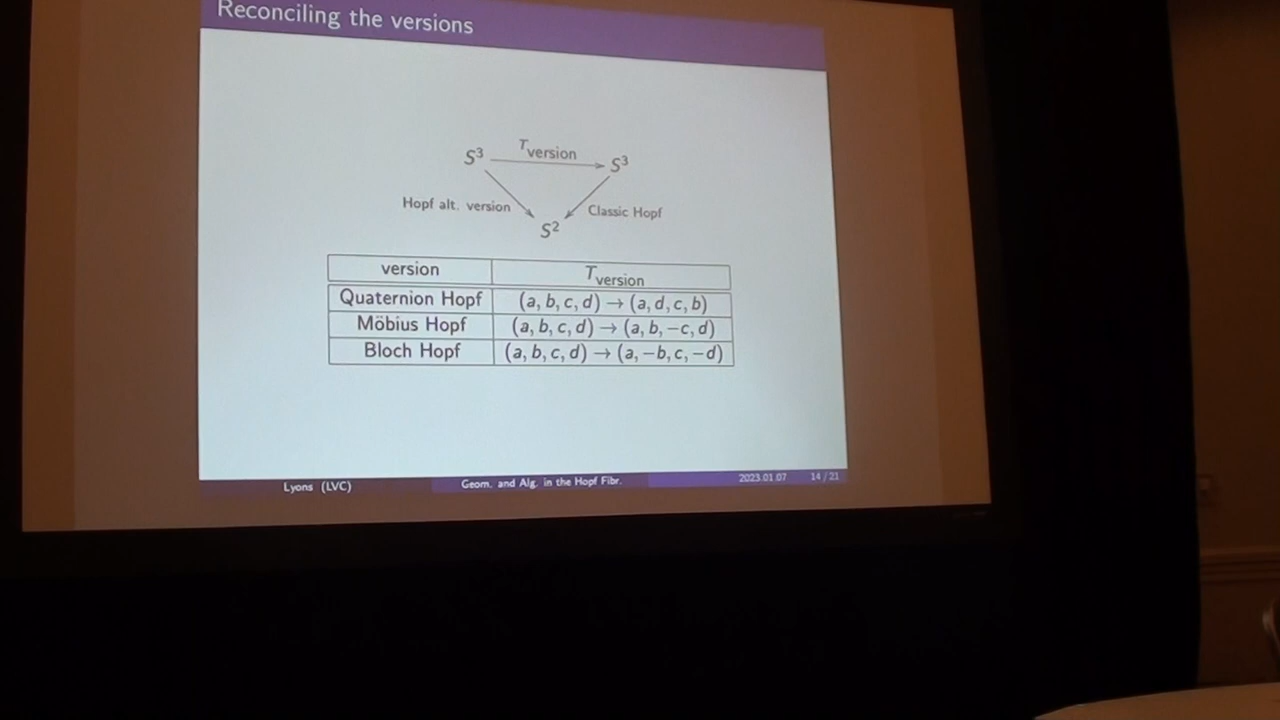 Reconciling the versions
S³ T_version S³
Hopf alt. version Classic Hopf
S²
version T_version
Quaternion Hopf (a, b, c, d) → (a, d, c, b)
Möbius Hopf (a, b, c, d) → (a, b, −c, d)
Bloch Hopf (a, b, c, d) → (a, −b, c, −d)
Lyons (LVC) Geom. and Alg. in the Hopf Fibr. 2023.01.07 14 / 21